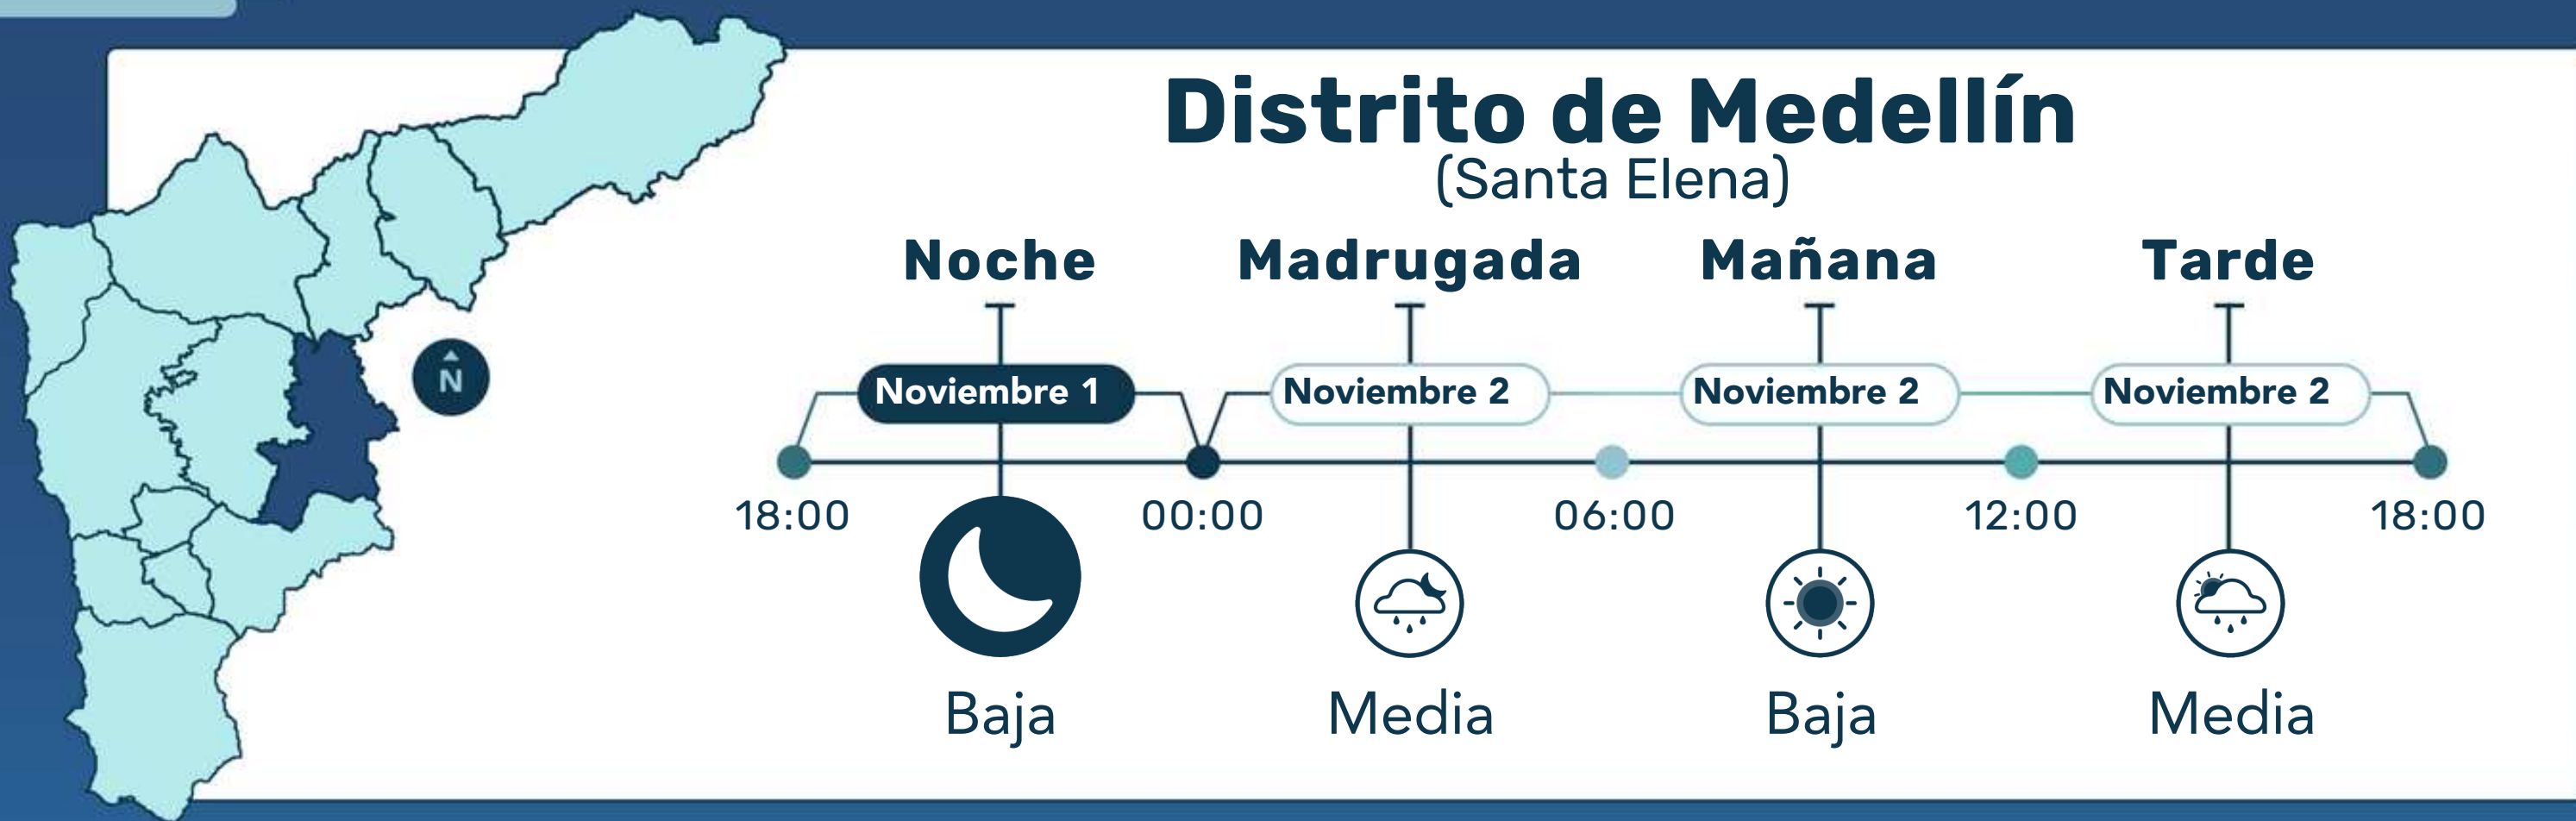 Distrito de Medellín
(Santa Elena)
Noche Madrugada Mañana Tarde
N
Noviembre 1 Noviembre 2 Noviembre 2 Noviembre 2
18:00 00:00 06:00 12:00 18:00
Baja Media Baja Media